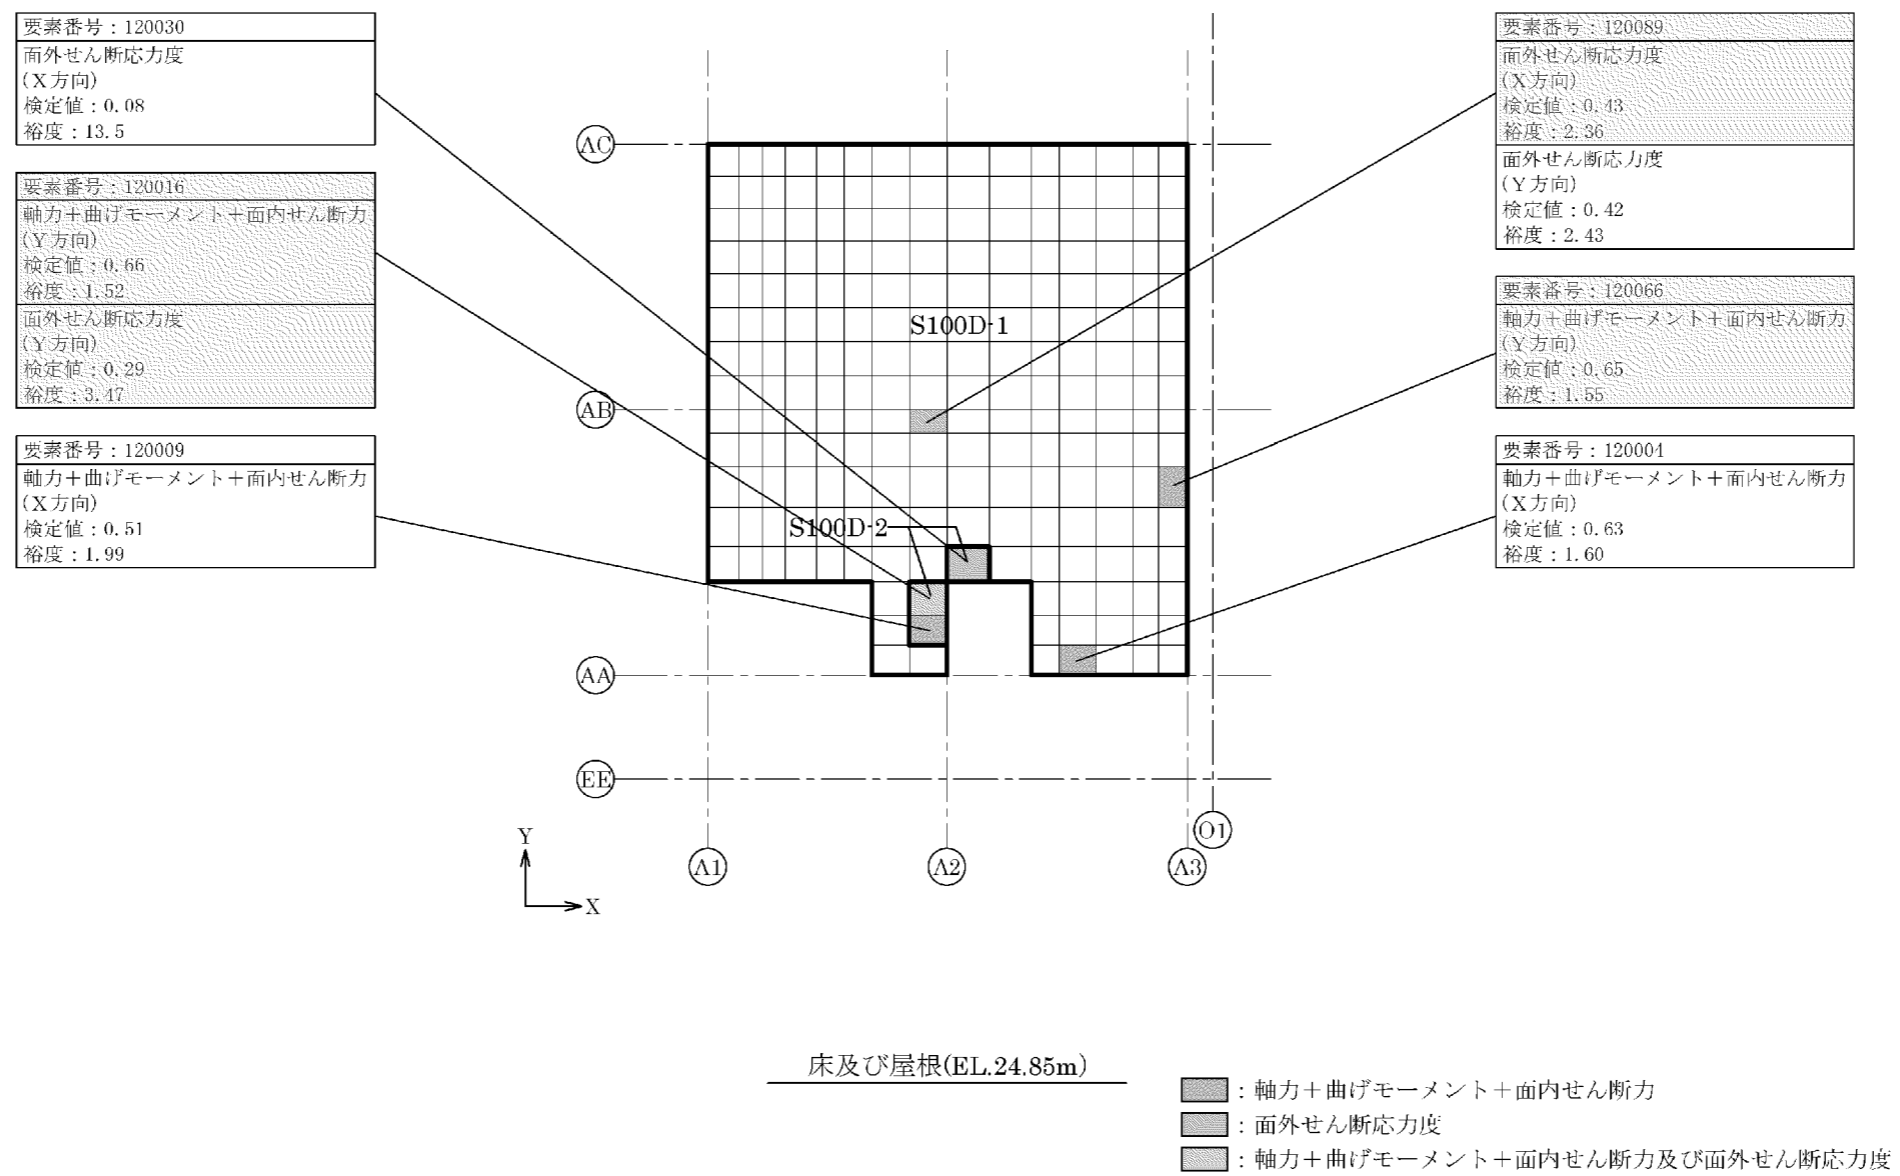 要素番号：120030
面外せん断応力度
(X方向)
検定値：0.08
裕度：13.5
要素番号：120016
軸力＋曲げモーメント＋面内せん断力
(Y方向)
検定値：0.66
裕度：1.52
面外せん断応力度
(Y方向)
検定値：0.29
裕度：3.47
要素番号：120009
軸力＋曲げモーメント＋面内せん断力
(X方向)
検定値：0.51
裕度：1.99
要素番号：120089
面外せん断応力度
(X方向)
検定値：0.43
裕度：2.36
面外せん断応力度
(Y方向)
検定値：0.42
裕度：2.43
要素番号：120066
軸力＋曲げモーメント＋面内せん断力
(Y方向)
検定値：0.65
裕度：1.55
要素番号：120004
軸力＋曲げモーメント＋面内せん断力
(X方向)
検定値：0.63
裕度：1.60
AC
S100D-1
AB
S100D-2
AA
EE
O1
A1
A2
A3
Y
X
床及び屋根(EL.24.85m)
：軸力＋曲げモーメント＋面内せん断力
：面外せん断応力度
：軸力＋曲げモーメント＋面内せん断力及び面外せん断応力度